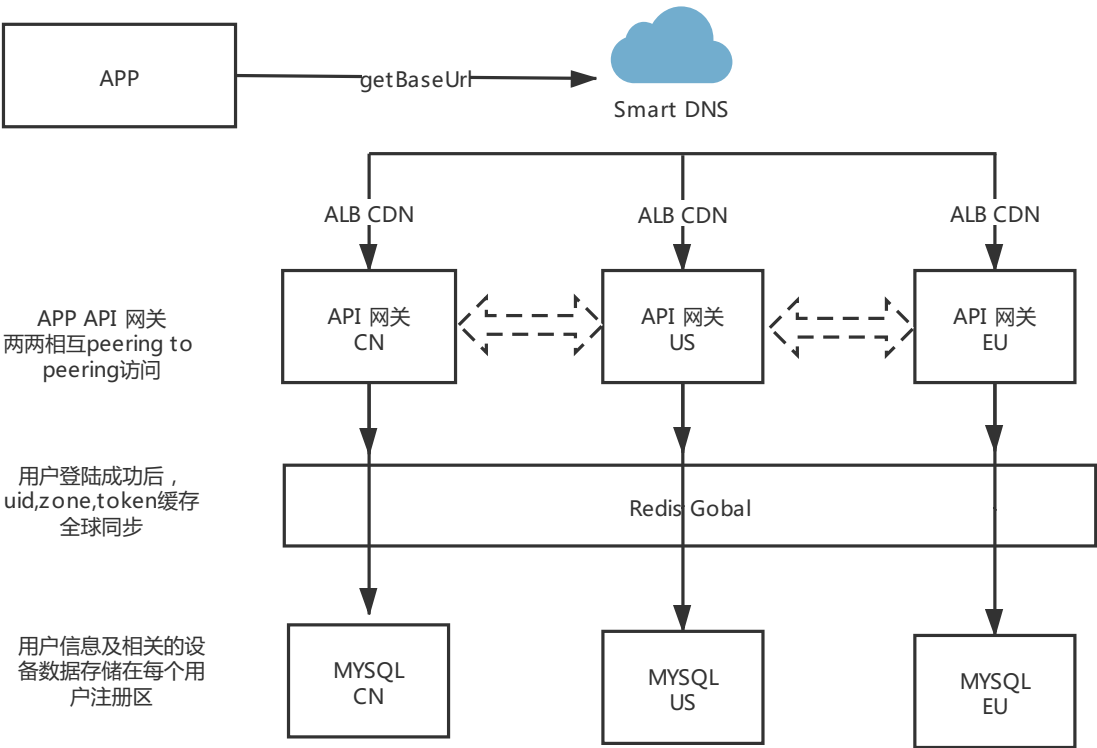 APP
getBaseUrl
Smart DNS
ALB CDN
ALB CDN
ALB CDN
APP API 网关
两两相互peering to
peering访问
API 网关
CN
API 网关
US
API 网关
EU
用户登陆成功后，
uid,zone,token缓存
全球同步
Redis Gobal
用户信息及相关的设
备数据存储在每个用
户注册区
MYSQL
CN
MYSQL
US
MYSQL
EU